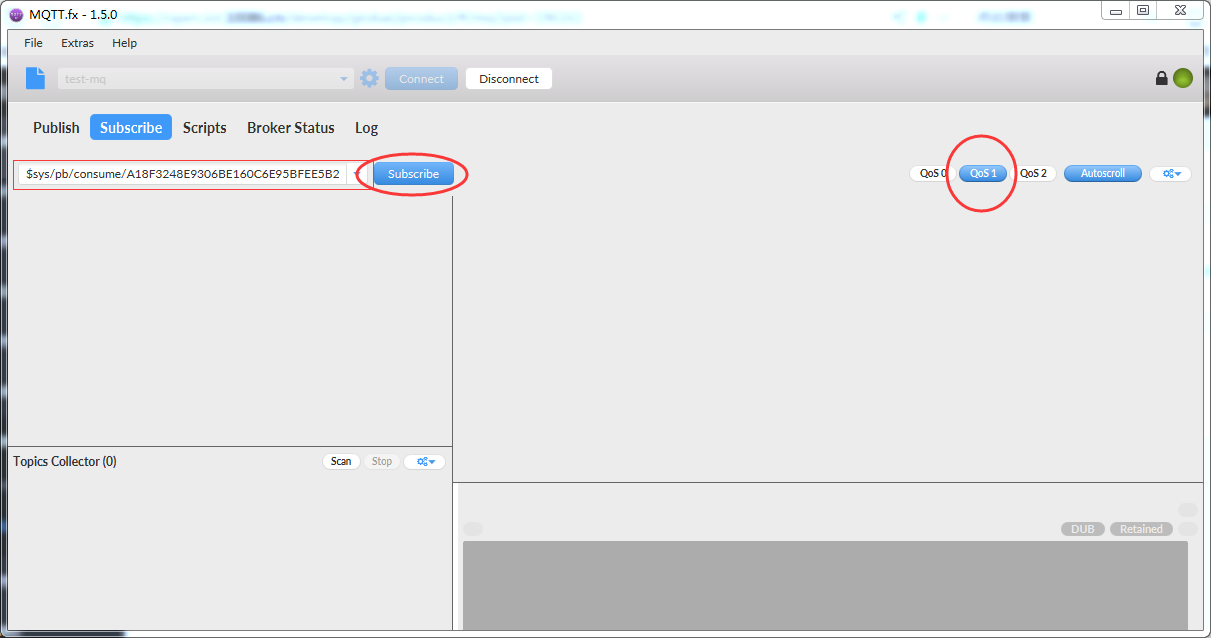 MQTT.fx - 1.5.0
File Extras Help
test-mq Connect Disconnect
Publish Subscribe Scripts Broker Status Log
$sys/pb/consume/A18F3248E9306BE160C6E95BFEE5B2 Subscribe QoS 0 QoS 1 QoS 2 Autoscroll
Topics Collector (0) Scan Stop
DUB Retained